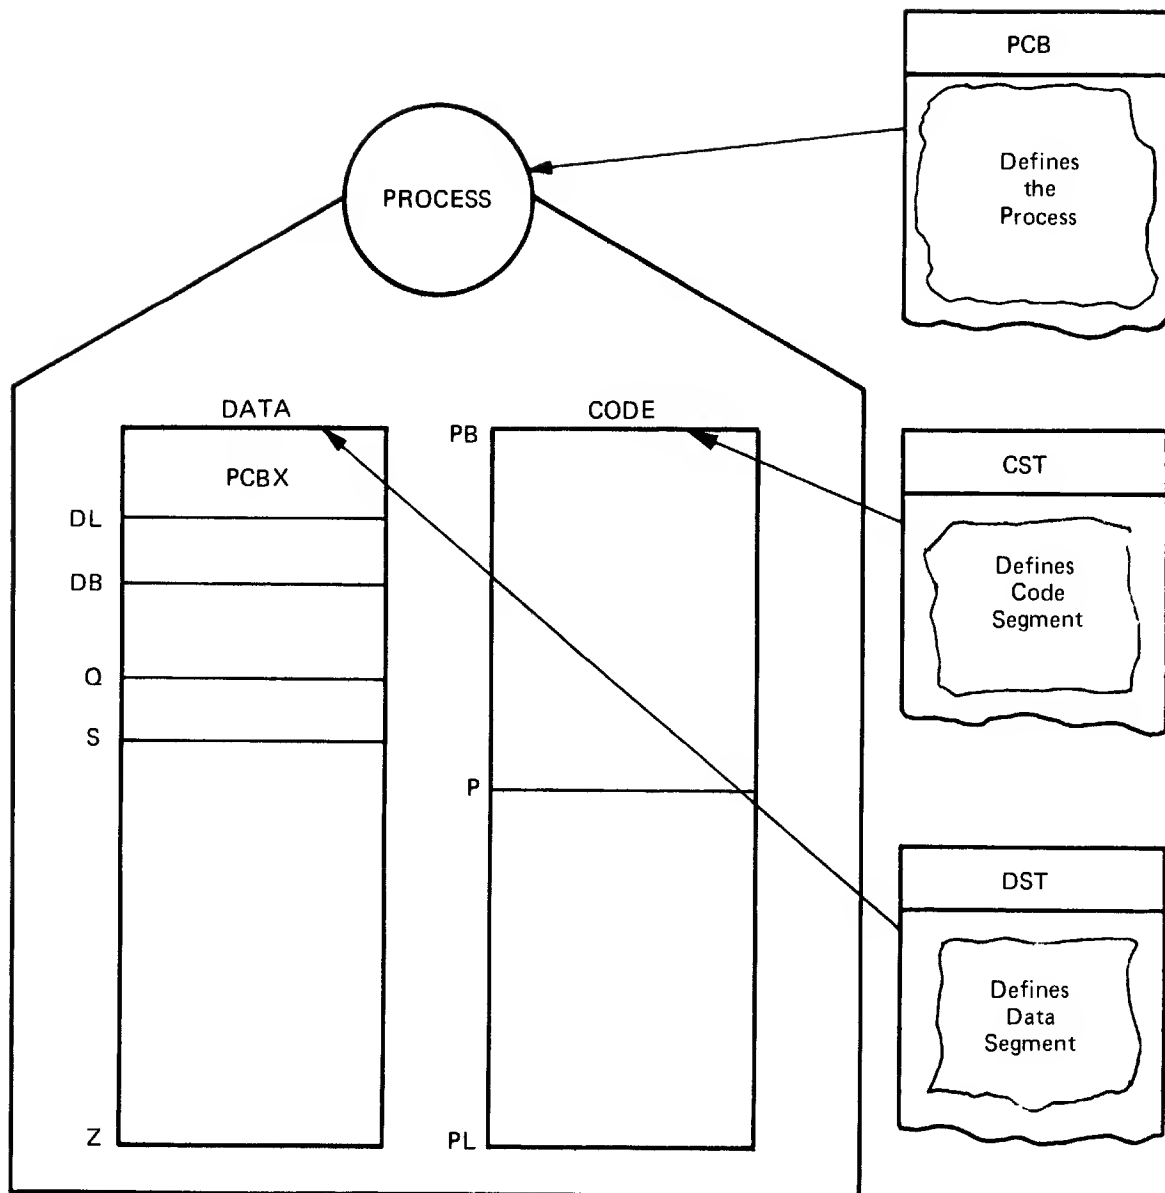 PCB
Defines
the
Process
PROCESS
DATA
CODE
PB
PCBX
DL
DB
Q
S
P
Z
PL
CST
Defines
Code
Segment
DST
Defines
Data
Segment